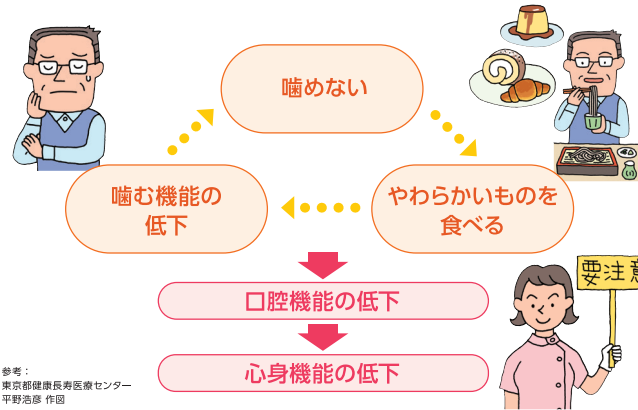 噛めない
やわらかいものを
食べる
噛む機能の
低下
口腔機能の低下
心身機能の低下
要注意
参考：
東京都健康長寿医療センター
平野浩彦 作図